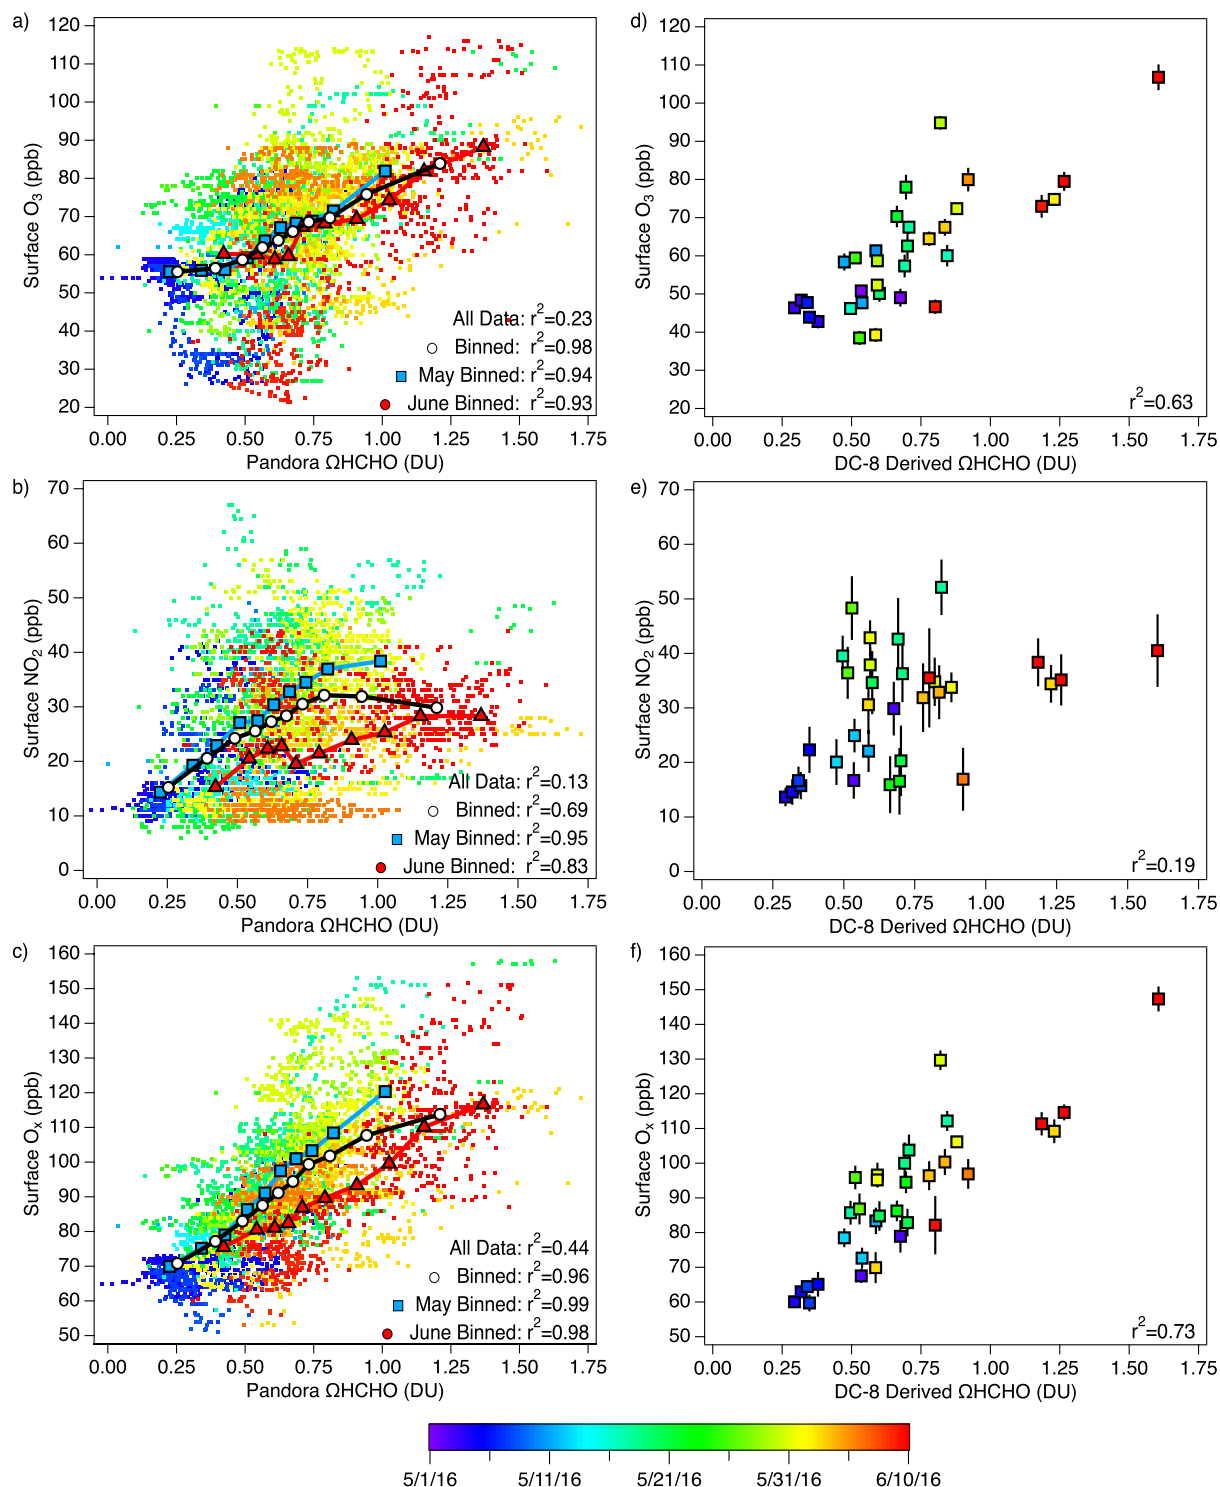 a)
120
110
100
90
80
70
60
50
40
30
20
Surface O3 (ppb)
All Data: r2=0.23
Binned: r2=0.98
May Binned: r2=0.94
June Binned: r2=0.93
0.00 0.25 0.50 0.75 1.00 1.25 1.50 1.75
Pandora ΩHCHO (DU)
d)
120
110
100
90
80
70
60
50
40
30
20
Surface O3 (ppb)
r2=0.63
0.00 0.25 0.50 0.75 1.00 1.25 1.50 1.75
DC-8 Derived ΩHCHO (DU)
b)
70
60
50
40
30
20
10
0
Surface NO2 (ppb)
All Data: r2=0.13
Binned: r2=0.69
May Binned: r2=0.95
June Binned: r2=0.83
0.00 0.25 0.50 0.75 1.00 1.25 1.50 1.75
Pandora ΩHCHO (DU)
e)
70
60
50
40
30
20
10
0
Surface NO2 (ppb)
r2=0.19
0.00 0.25 0.50 0.75 1.00 1.25 1.50 1.75
DC-8 Derived ΩHCHO (DU)
c)
160
150
140
130
120
110
100
90
80
70
60
50
Surface Ox (ppb)
All Data: r2=0.44
Binned: r2=0.96
May Binned: r2=0.99
June Binned: r2=0.98
0.00 0.25 0.50 0.75 1.00 1.25 1.50 1.75
Pandora ΩHCHO (DU)
f)
160
150
140
130
120
110
100
90
80
70
60
50
Surface Ox (ppb)
r2=0.73
0.00 0.25 0.50 0.75 1.00 1.25 1.50 1.75
DC-8 Derived ΩHCHO (DU)
5/1/16 5/11/16 5/21/16 5/31/16 6/10/16